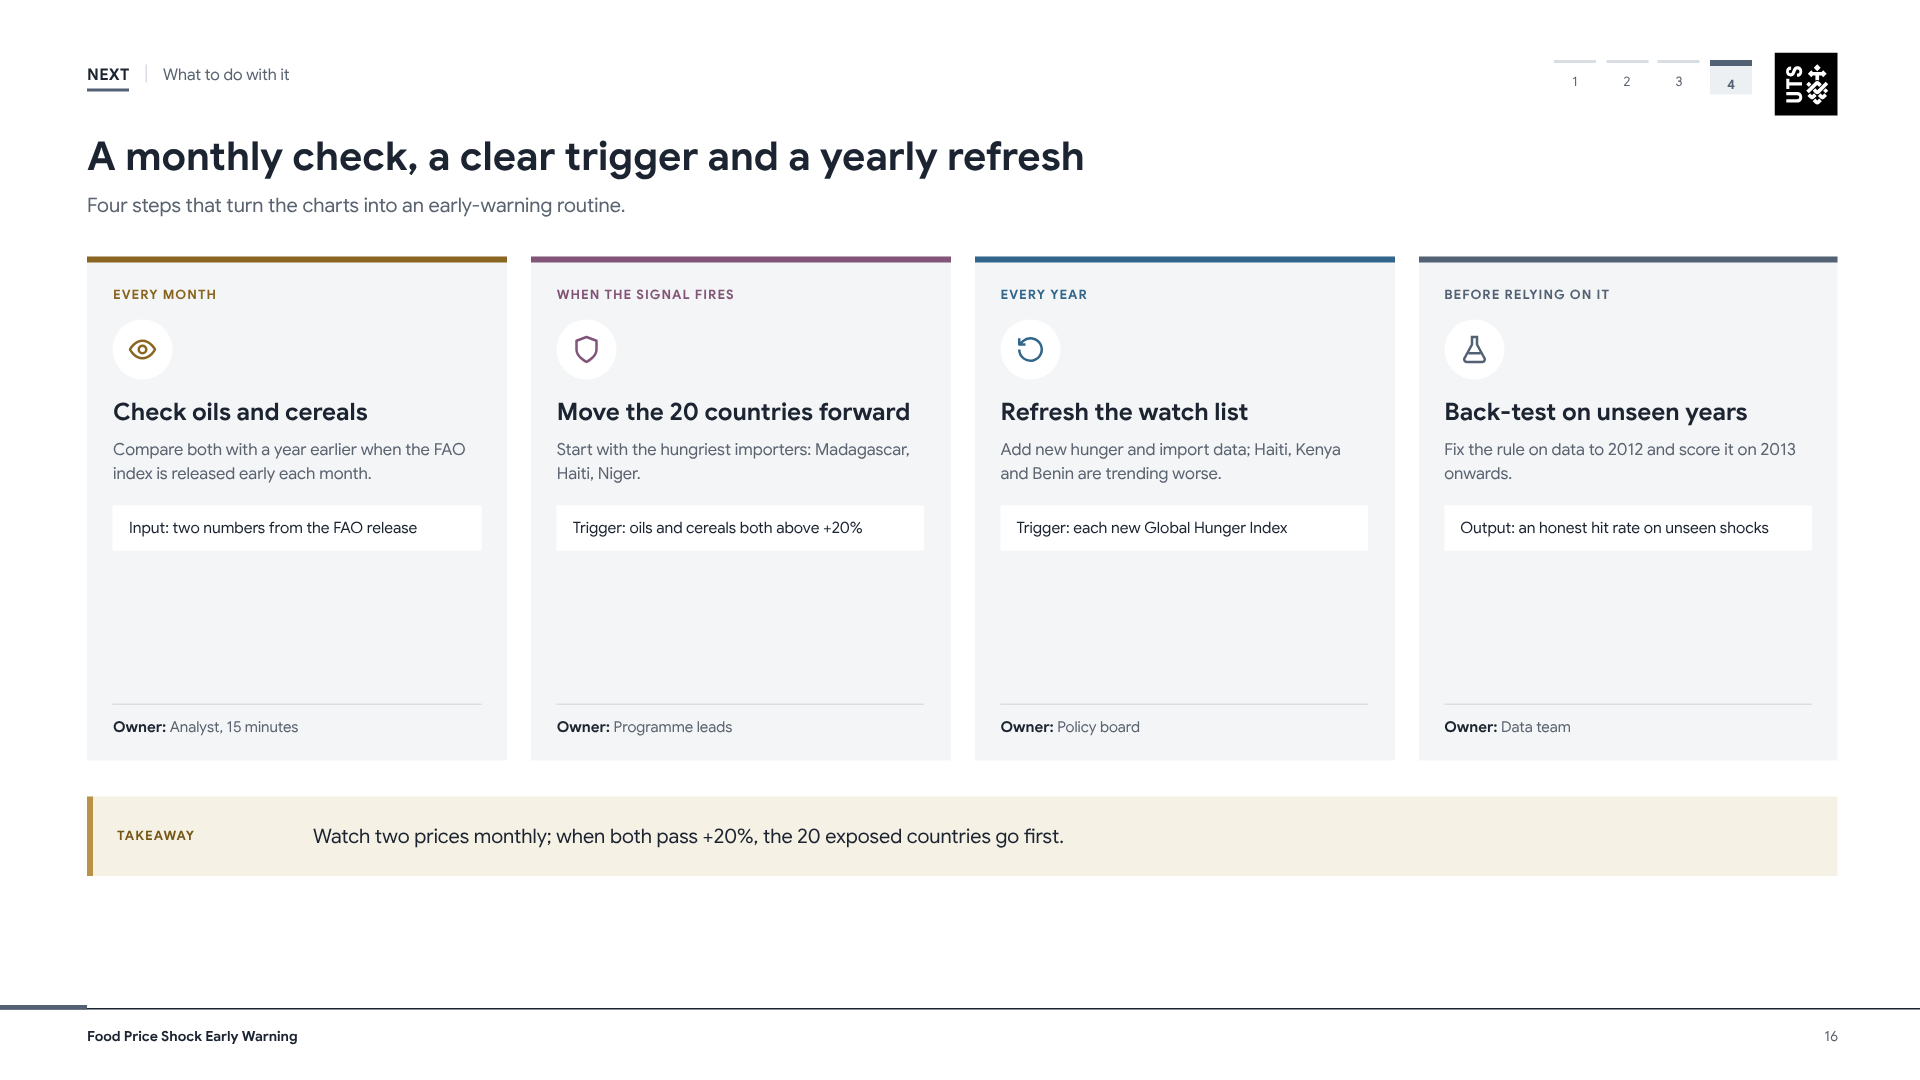 NEXT
What to do with it
1
2
3
4
UTS
A monthly check, a clear trigger and a yearly refresh
Four steps that turn the charts into an early-warning routine.
EVERY MONTH
Check oils and cereals
Compare both with a year earlier when the FAO
index is released early each month.
Input: two numbers from the FAO release
Owner: Analyst, 15 minutes
WHEN THE SIGNAL FIRES
Move the 20 countries forward
Start with the hungriest importers: Madagascar,
Haiti, Niger.
Trigger: oils and cereals both above +20%
Owner: Programme leads
EVERY YEAR
Refresh the watch list
Add new hunger and import data; Haiti, Kenya
and Benin are trending worse.
Trigger: each new Global Hunger Index
Owner: Policy board
BEFORE RELYING ON IT
Back-test on unseen years
Fix the rule on data to 2012 and score it on 2013
onwards.
Output: an honest hit rate on unseen shocks
Owner: Data team
TAKEAWAY
Watch two prices monthly; when both pass +20%, the 20 exposed countries go first.
Food Price Shock Early Warning
16